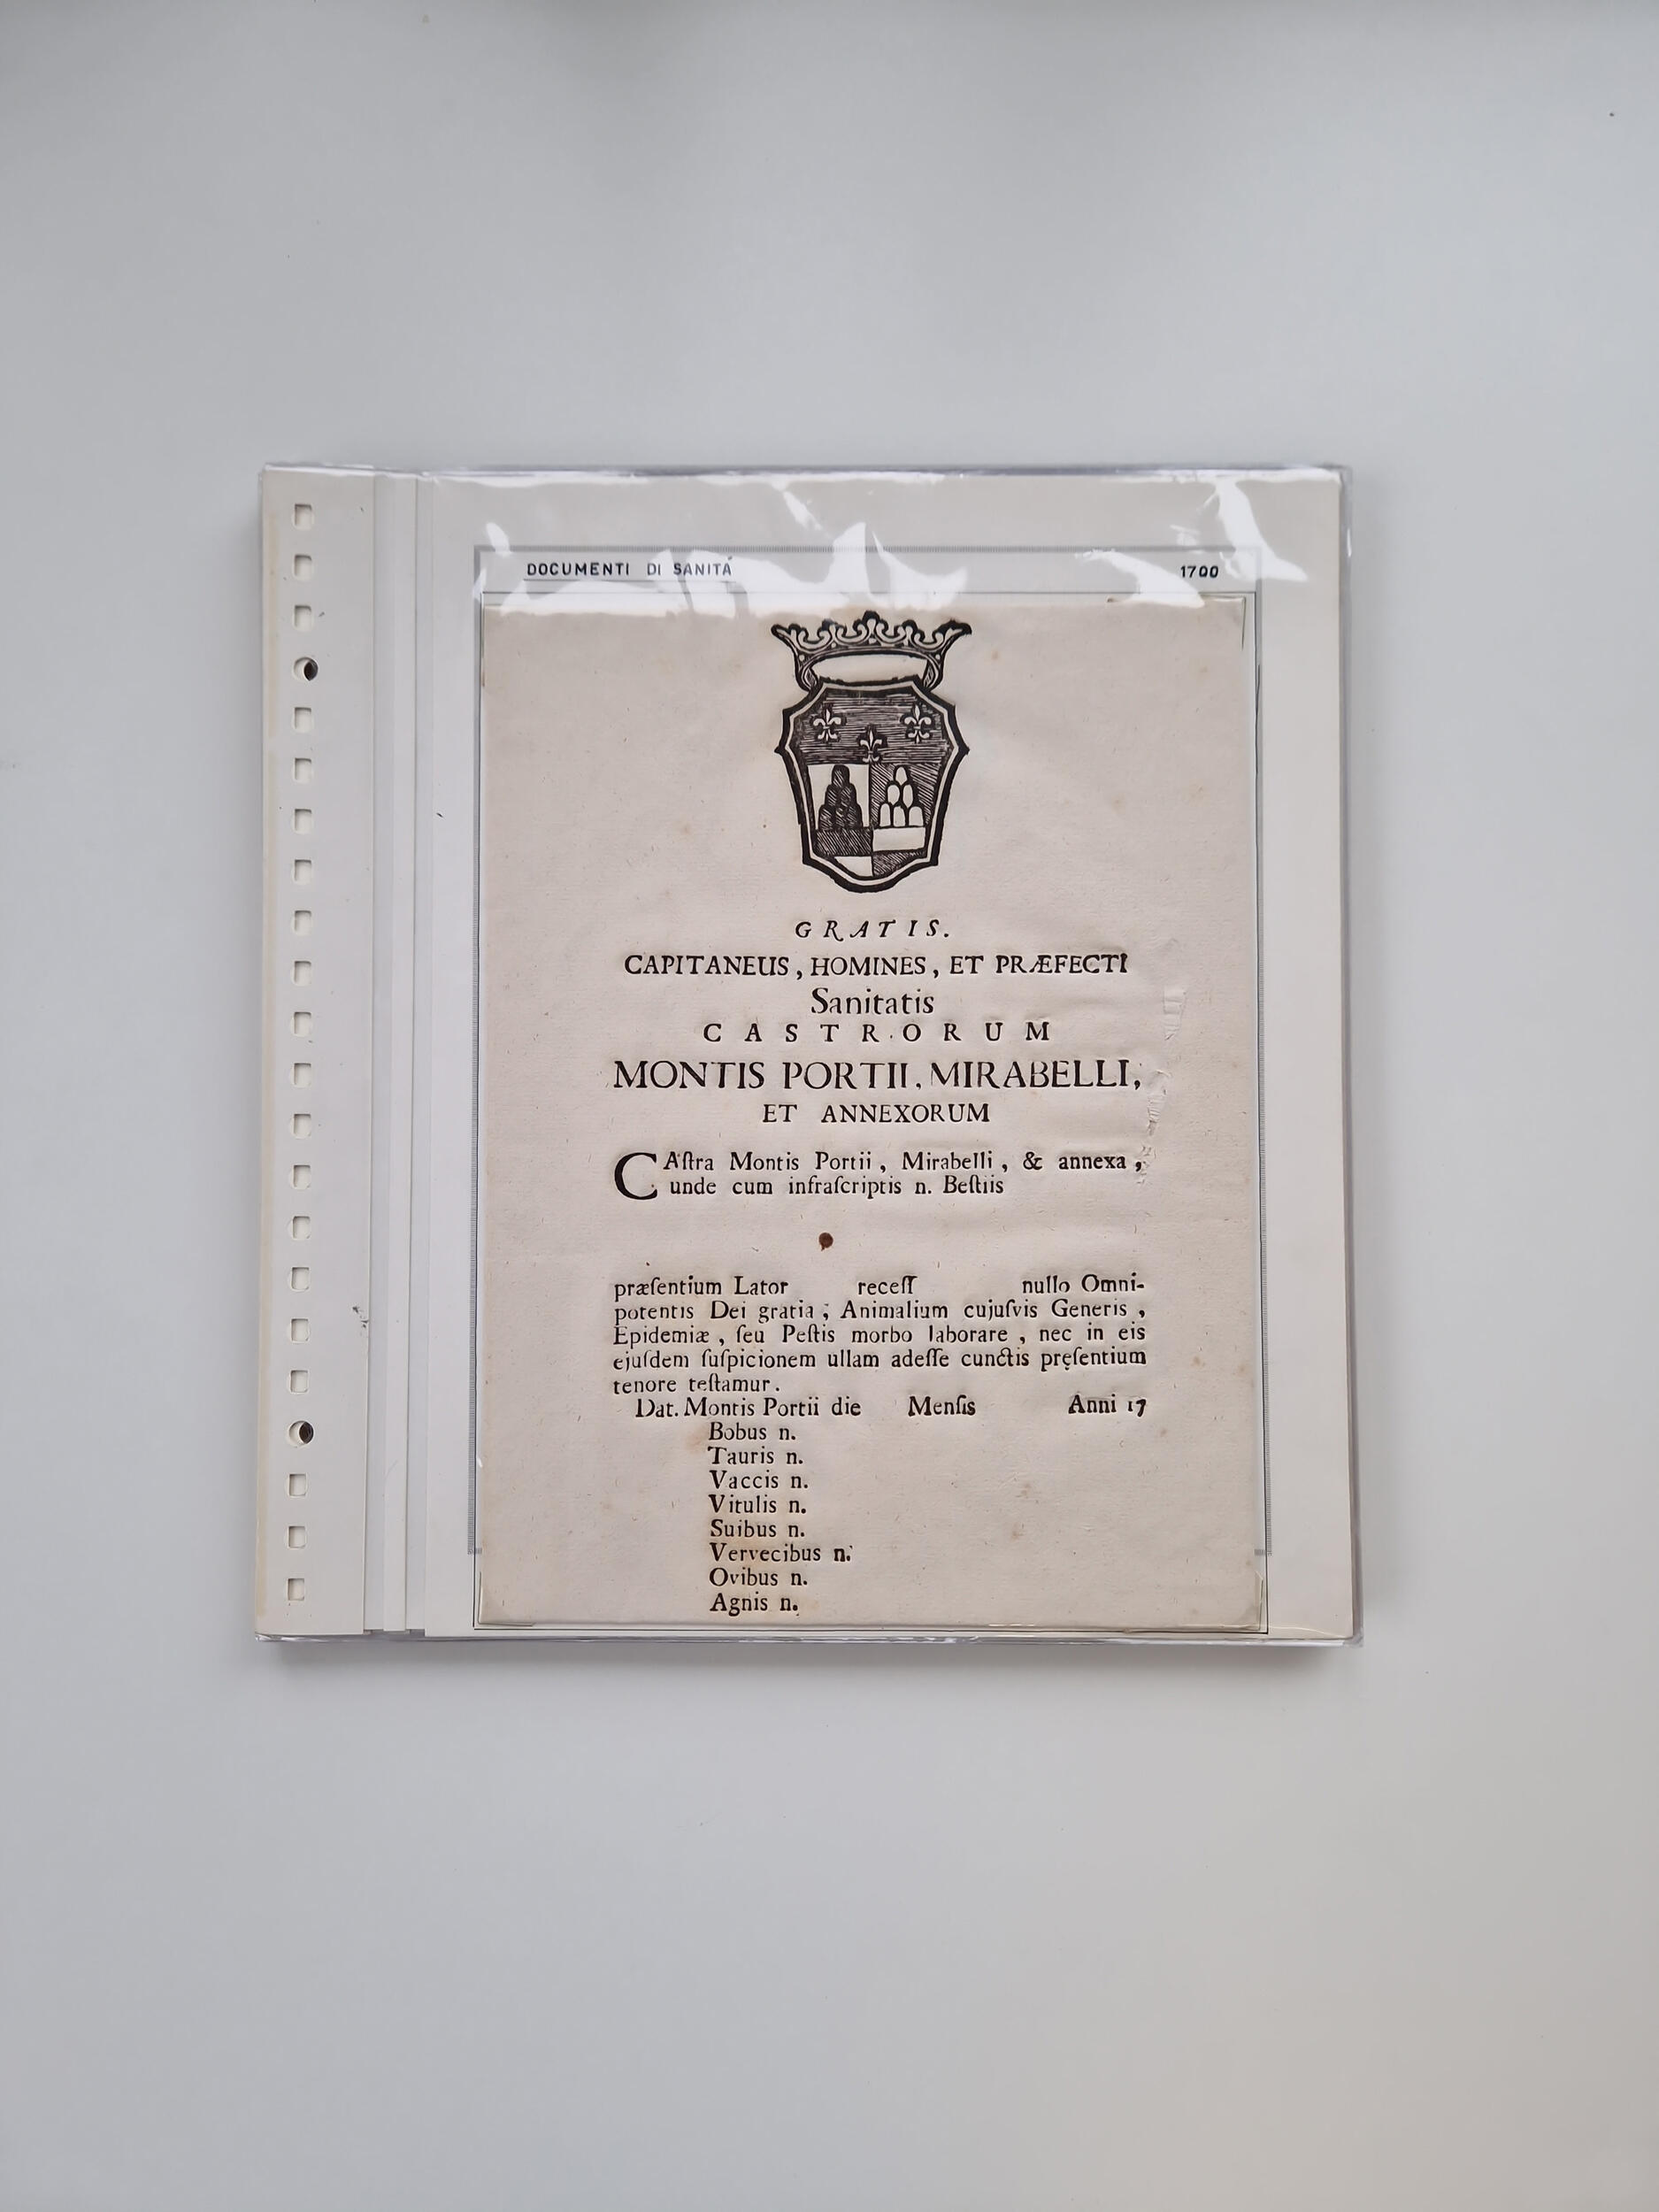 DOCUMENTI DI SANITÁ 1700
GRATIS.
CAPITANEUS, HOMINES, ET PRÆFECTI
Sanitatis
CASTRORUM
MONTIS PORTII, MIRABELLI,
ET ANNEXORUM
CAſtra Montis Portii, Mirabelli, & annexa,
unde cum infraſcriptis n. Beſtiis
præſentium Lator receſſ nullo Omni-
potentis Dei gratia; Animalium cujuſvis Generis,
Epidemiæ, ſeu Peſtis morbo laborare, nec in eis
ejuſdem ſuſpicionem ullam adeſſe cunctis pręſentium
tenore teſtamur.
Dat. Montis Portii die Menſis Anni 17
Bobus n.
Tauris n.
Vaccis n.
Vitulis n.
Suibus n.
Vervecibus n.
Ovibus n.
Agnis n.